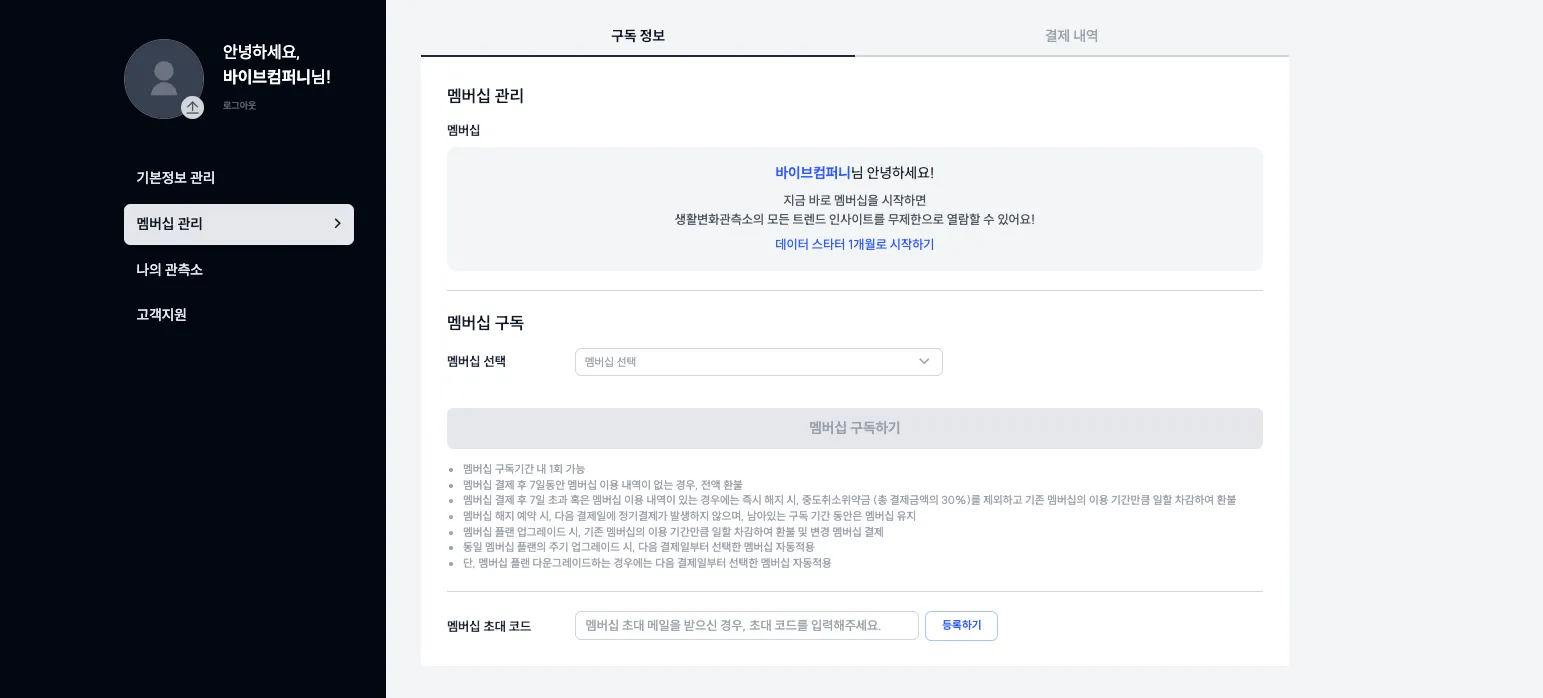 안녕하세요,
바이브컴퍼니님!
로그아웃
기본정보 관리
멤버십 관리
나의 관측소
고객지원
구독 정보
결제 내역
멤버십 관리
멤버십
바이브컴퍼니님 안녕하세요!
지금 바로 멤버십을 시작하면
생활변화관측소의 모든 트렌드 인사이트를 무제한으로 열람할 수 있어요!
데이터 스타터 1개월로 시작하기
멤버십 구독
멤버십 선택
멤버십 선택
멤버십 구독하기
멤버십 구독기간 내 1회 가능
멤버십 결제 후 7일동안 멤버십 이용 내역이 없는 경우, 전액 환불
멤버십 결제 후 7일 초과 혹은 멤버십 이용 내역이 있는 경우에는 즉시 해지 시, 중도취소위약금 (총 결제금액의 30%)를 제외하고 기존 멤버십의 이용 기간만큼 일할 차감하여 환불
멤버십 해지 예약 시, 다음 결제일에 정기결제가 발생하지 않으며, 남아있는 구독 기간 동안은 멤버십 유지
멤버십 플랜 업그레이드 시, 기존 멤버십의 이용 기간만큼 일할 차감하여 환불 및 변경 멤버십 결제
동일 멤버십 플랜의 주기 업그레이드 시, 다음 결제일부터 선택한 멤버십 자동적용
단, 멤버십 플랜 다운그레이드하는 경우에는 다음 결제일부터 선택한 멤버십 자동적용
멤버십 초대 코드
멤버십 초대 메일을 받으신 경우, 초대 코드를 입력해주세요.
등록하기